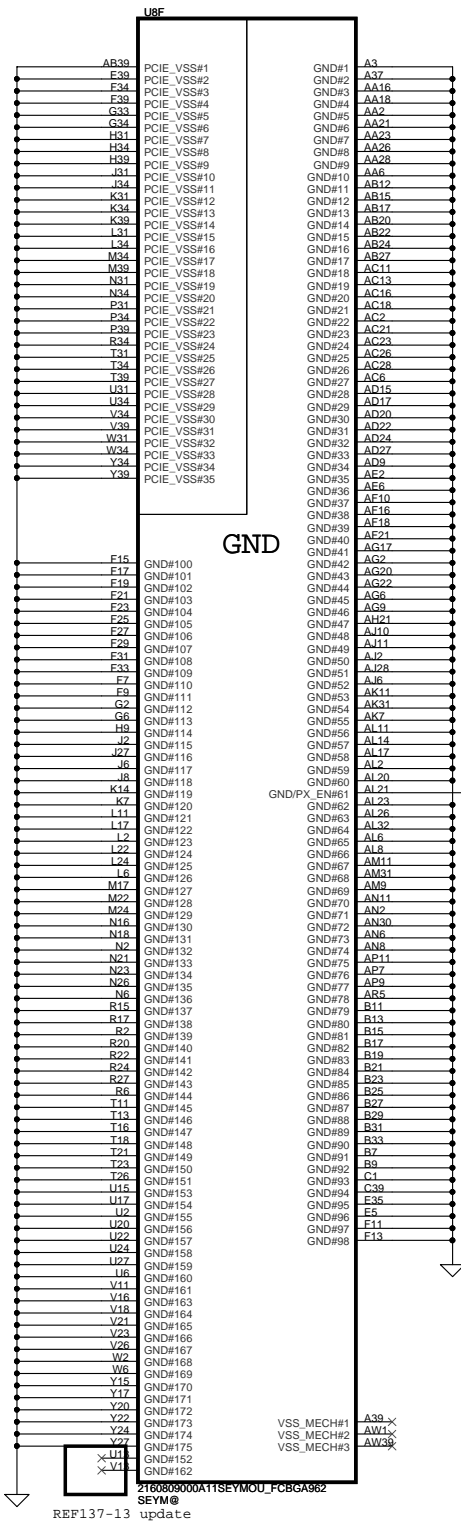 U8F
AB39 PCIE_VSS#1
E39 PCIE_VSS#2
F34 PCIE_VSS#3
F39 PCIE_VSS#4
G33 PCIE_VSS#5
G34 PCIE_VSS#6
H31 PCIE_VSS#7
H34 PCIE_VSS#8
H39 PCIE_VSS#9
J31 PCIE_VSS#10
J34 PCIE_VSS#11
K31 PCIE_VSS#12
K34 PCIE_VSS#13
K39 PCIE_VSS#14
L31 PCIE_VSS#15
L34 PCIE_VSS#16
M34 PCIE_VSS#17
M39 PCIE_VSS#18
N31 PCIE_VSS#19
N34 PCIE_VSS#20
P31 PCIE_VSS#21
P34 PCIE_VSS#22
P39 PCIE_VSS#23
R34 PCIE_VSS#24
T31 PCIE_VSS#25
T34 PCIE_VSS#26
T39 PCIE_VSS#27
U31 PCIE_VSS#28
U34 PCIE_VSS#29
V34 PCIE_VSS#30
V39 PCIE_VSS#31
W31 PCIE_VSS#32
W34 PCIE_VSS#33
Y34 PCIE_VSS#34
Y39 PCIE_VSS#35
GND
F15 GND#100
F17 GND#101
F19 GND#102
F21 GND#103
F23 GND#104
F25 GND#105
F27 GND#106
F29 GND#107
F31 GND#108
F33 GND#109
F7 GND#110
F9 GND#111
G2 GND#112
G6 GND#113
H9 GND#114
J2 GND#115
J27 GND#116
J6 GND#117
J8 GND#118
K14 GND#119
K7 GND#120
L11 GND#121
L17 GND#122
L2 GND#123
L22 GND#124
L24 GND#125
L6 GND#126
M17 GND#127
M22 GND#128
M24 GND#129
N16 GND#130
N18 GND#131
N2 GND#132
N21 GND#133
N23 GND#134
N26 GND#135
N6 GND#136
R15 GND#137
R17 GND#138
R2 GND#139
R20 GND#140
R22 GND#141
R24 GND#142
R27 GND#143
R6 GND#144
T11 GND#145
T13 GND#146
T16 GND#147
T18 GND#148
T21 GND#149
T23 GND#150
T26 GND#151
U15 GND#153
U17 GND#154
U2 GND#155
U20 GND#156
U22 GND#157
U24 GND#158
U27 GND#159
U6 GND#160
V11 GND#161
V16 GND#163
V18 GND#164
V21 GND#165
V23 GND#166
V26 GND#167
W2 GND#168
W6 GND#169
Y15 GND#170
Y17 GND#171
Y20 GND#172
Y22 GND#173
Y24 GND#174
Y27 GND#175
U13 GND#152
V13 GND#162
GND#1 A3
GND#2 A37
GND#3 AA16
GND#4 AA18
GND#5 AA2
GND#6 AA21
GND#7 AA23
GND#8 AA26
GND#9 AA28
GND#10 AA6
GND#11 AB12
GND#12 AB15
GND#13 AB17
GND#14 AB20
GND#15 AB22
GND#16 AB24
GND#17 AB27
GND#18 AC11
GND#19 AC13
GND#20 AC16
GND#21 AC18
GND#22 AC2
GND#23 AC21
GND#24 AC23
GND#25 AC26
GND#26 AC28
GND#27 AC6
GND#28 AD15
GND#29 AD17
GND#30 AD20
GND#31 AD22
GND#32 AD24
GND#33 AD27
GND#34 AD9
GND#35 AE2
GND#36 AE6
GND#37 AF10
GND#38 AF16
GND#39 AF18
GND#40 AF21
GND#41 AG17
GND#42 AG2
GND#43 AG20
GND#44 AG22
GND#45 AG6
GND#46 AG9
GND#47 AH21
GND#48 AJ10
GND#49 AJ11
GND#50 AJ2
GND#51 AJ28
GND#52 AJ6
GND#53 AK11
GND#54 AK31
GND#55 AK7
GND#56 AL11
GND#57 AL14
GND#58 AL17
GND#59 AL2
GND#60 AL20
GND/PX_EN#61 AL21
GND#62 AL23
GND#63 AL26
GND#64 AL32
GND#65 AL6
GND#66 AL8
GND#67 AM11
GND#68 AM31
GND#69 AM9
GND#70 AN11
GND#71 AN2
GND#72 AN30
GND#73 AN6
GND#74 AN8
GND#75 AP11
GND#76 AP7
GND#77 AP9
GND#78 AR5
GND#79 B11
GND#80 B13
GND#81 B15
GND#82 B17
GND#83 B19
GND#84 B21
GND#85 B23
GND#86 B25
GND#87 B27
GND#88 B29
GND#89 B31
GND#90 B33
GND#91 B7
GND#92 B9
GND#93 C1
GND#94 C39
GND#95 E35
GND#96 E5
GND#97 F11
GND#98 F13
VSS_MECH#1 A39
VSS_MECH#2 AW1
VSS_MECH#3 AW39
2160809000A11SEYMOU_FCBGA962
SEYM@
REF137-13 update